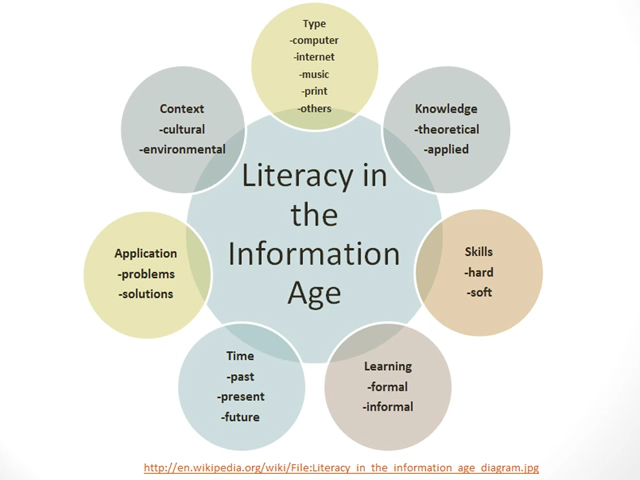 Type
-computer
-internet
-music
-print
-others
Knowledge
-theoretical
-applied
Skills
-hard
-soft
Learning
-formal
-informal
Time
-past
-present
-future
Application
-problems
-solutions
Context
-cultural
-environmental
Literacy in
the
Information
Age
http://en.wikipedia.org/wiki/File:Literacy_in_the_information_age_diagram.jpg